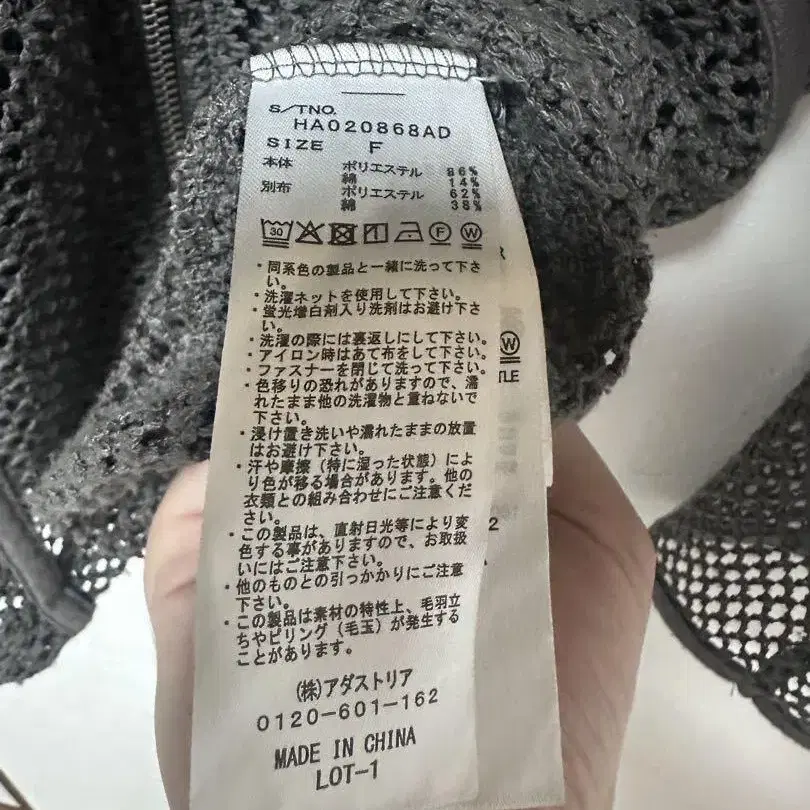 S/TNO.
HA020868AD
SIZE F
本体 ポリエステル 86%
綿 14%
別布 ポリエステル 62%
綿 38%
30
F
W
・同系色の製品と一緒に洗って下さ
い。
・洗濯ネットを使用して下さい。
・蛍光増白剤入り洗剤はお避け下さ
い。
・洗濯の際には裏返しにして下さい。
・アイロン時はあて布をして下さい。
・ファスナーを閉じて洗って下さい。
・色移りの恐れがありますので、濡
れたまま他の洗濯物と重ねないで
下さい。
・浸け置き洗いや濡れたままの放置
はお避け下さい。
・汗や摩擦(特に湿った状態)によ
り色が移る場合があります。他の
衣類との組み合わせにご注意くだ
さい。
・この製品は、直射日光等により変
色する事がありますので、お取扱
いにはご注意下さい。
・他のものとの引っかかりにご注意
下さい。
・この製品は素材の特性上、毛羽立
ちやピリング(毛玉)が発生する
ことがあります。
(株)アダストリア
0120-601-162
MADE IN CHINA
LOT-1
W
TLE
2